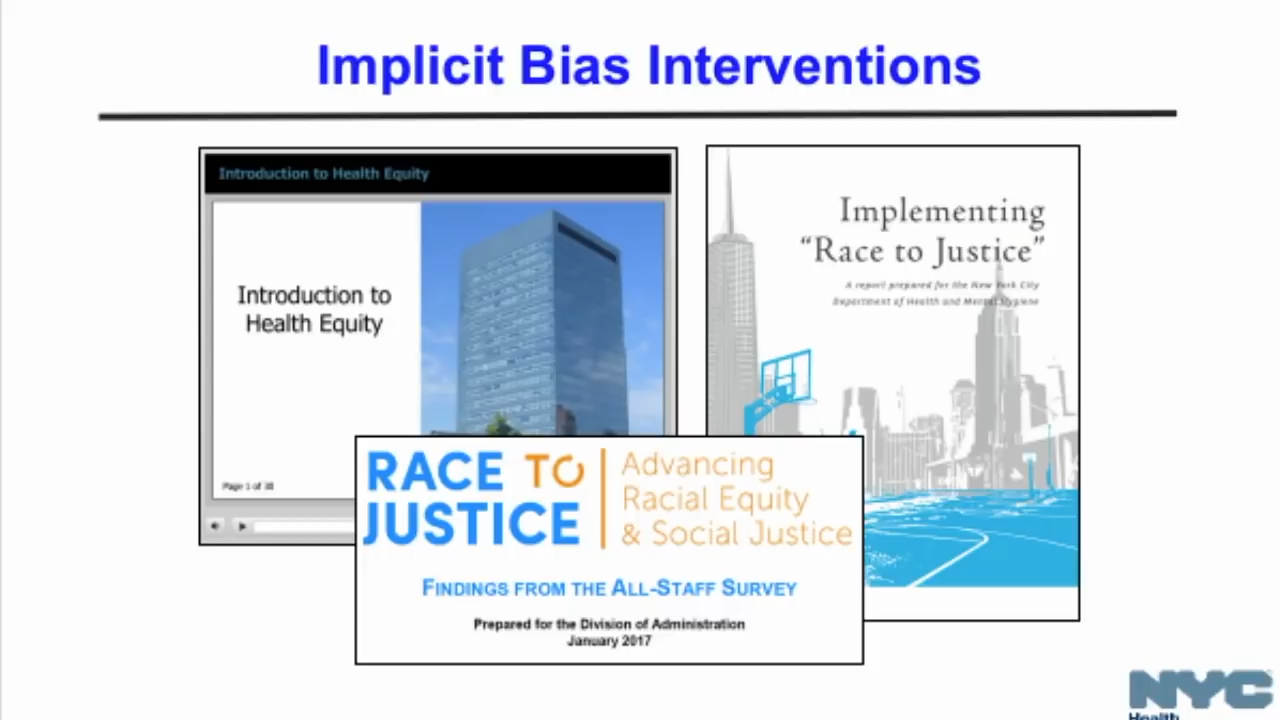 Implicit Bias Interventions
Introduction to Health Equity
Introduction to
Health Equity
Page 1 of 30
Implementing
“Race to Justice”
A report prepared for the New York City
Department of Health and Mental Hygiene
RACE TO
JUSTICE
Advancing
Racial Equity
& Social Justice
FINDINGS FROM THE ALL-STAFF SURVEY
Prepared for the Division of Administration
January 2017
NYC
Health